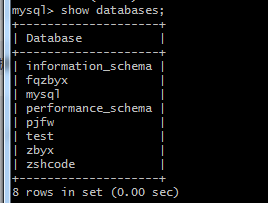 mysql> show databases;
+--------------------+
| Database           |
+--------------------+
| information_schema |
| fqzbyx             |
| mysql              |
| performance_schema |
| pjfw               |
| test               |
| zbyx               |
| zshcode            |
+--------------------+
8 rows in set (0.00 sec)